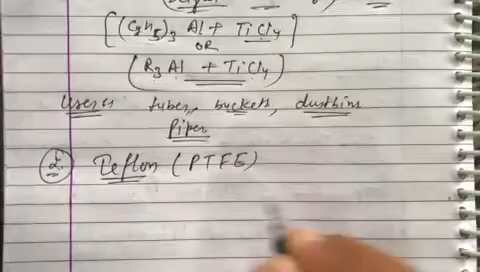 [(C2H5)3 Al + TiCl4]
OR
(R3 Al + TiCl4)
Uses: tubes, buckets, dustbins
Pipes
② Teflon (PTFE)